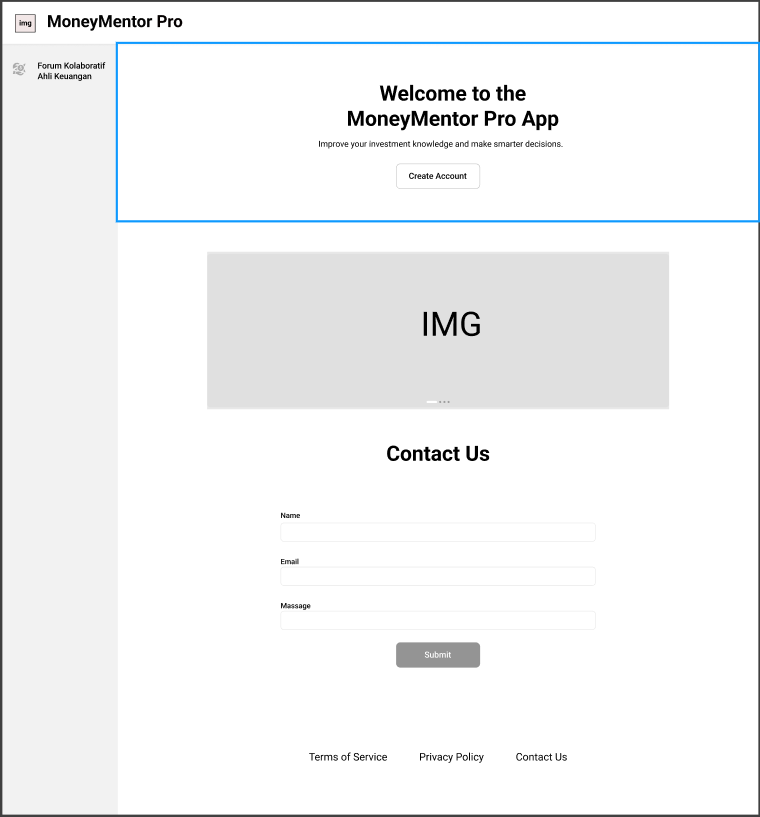 img
MoneyMentor Pro
Forum Kolaboratif
Ahli Keuangan
Welcome to the
MoneyMentor Pro App
Improve your investment knowledge and make smarter decisions.
Create Account
IMG
Contact Us
Name
Email
Massage
Submit
Terms of Service
Privacy Policy
Contact Us